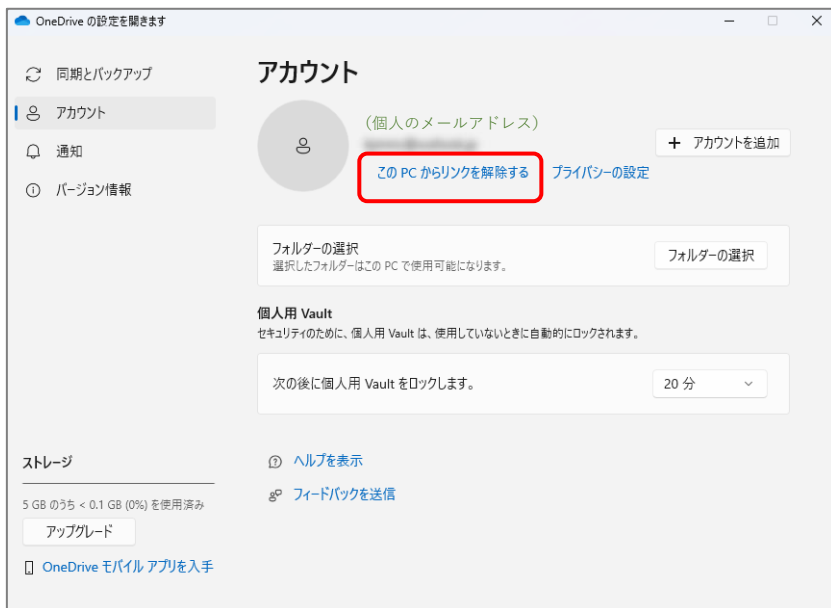 OneDrive の設定を開きます
同期とバックアップ
アカウント
通知
バージョン情報
アカウント
（個人のメールアドレス）
アカウントを追加
この PC からリンクを解除する
プライバシーの設定
フォルダーの選択
選択したフォルダーはこの PC で使用可能になります。
フォルダーの選択
個人用 Vault
セキュリティのために、個人用 Vault は、使用していないときに自動的にロックされます。
次の後に個人用 Vault をロックします。
20 分
ヘルプを表示
フィードバックを送信
ストレージ
5 GB のうち < 0.1 GB (0%) を使用済み
アップグレード
OneDrive モバイル アプリを入手